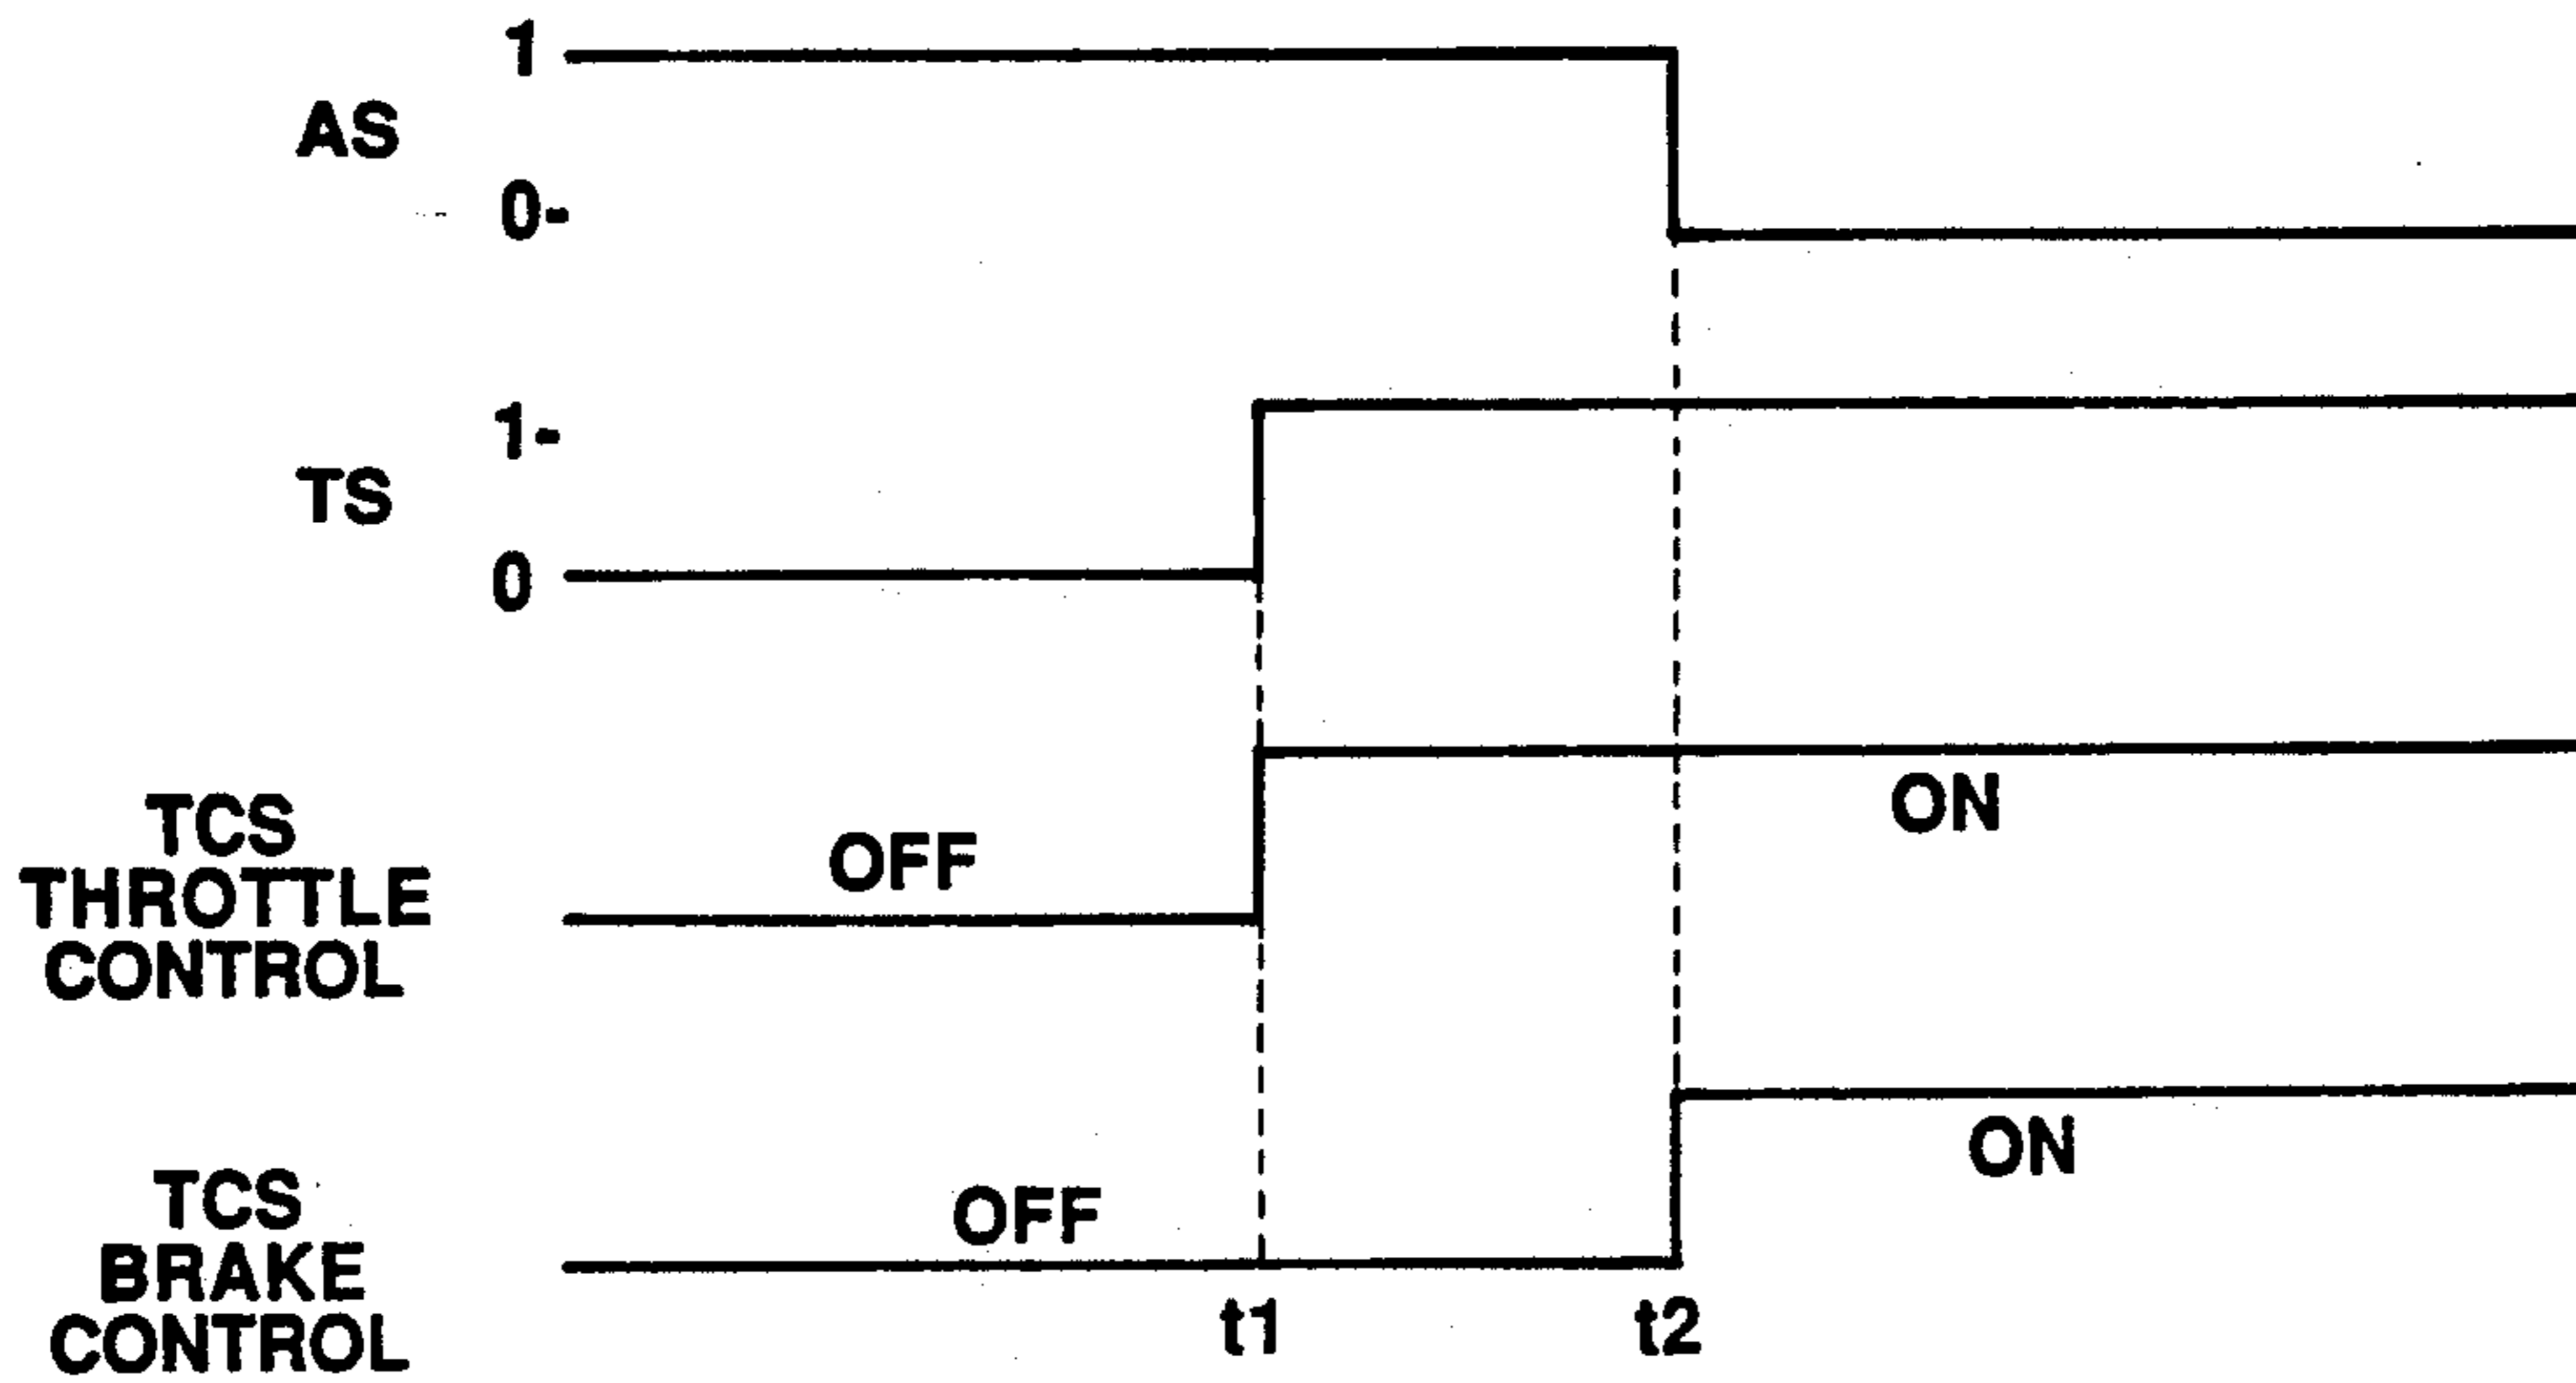 1
AS
0-
1-
TS
0
TCS
THROTTLE
CONTROL
OFF
ON
TCS
BRAKE
CONTROL
OFF
ON
t1
t2